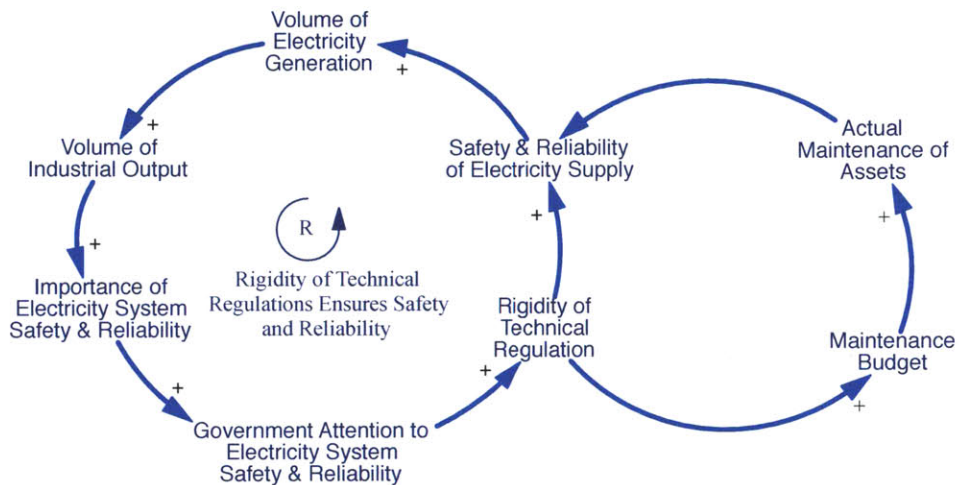 Volume of
Electricity
Generation
+
+
Volume of
Industrial Output
Safety & Reliability
of Electricity Supply
Actual
Maintenance of
Assets
+
+
+
R
Importance of
Electricity System
Safety & Reliability
Rigidity of Technical
Regulations Ensures Safety
and Reliability
Rigidity of
Technical
Regulation
Maintenance
Budget
+
+
+
Government Attention to
Electricity System
Safety & Reliability